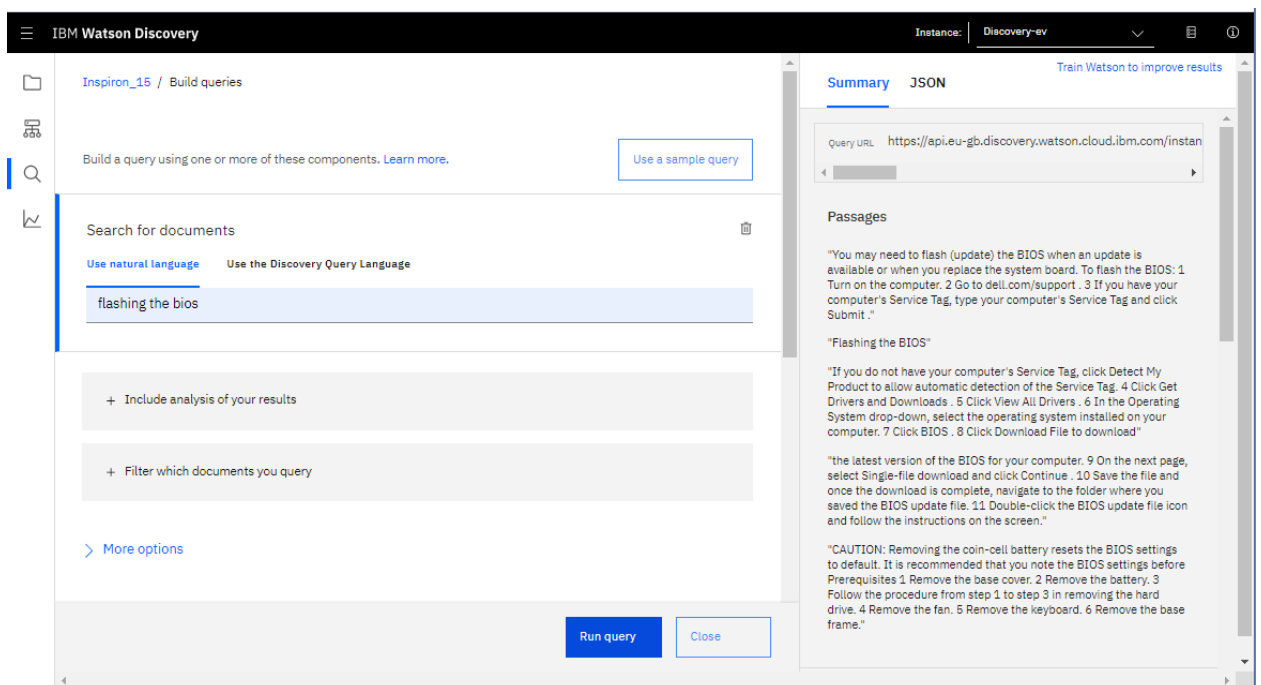 IBM Watson Discovery
Instance:
Discovery-ev
Inspiron_15 / Build queries
Build a query using one or more of these components. Learn more.
Use a sample query
Search for documents
Use natural language
Use the Discovery Query Language
flashing the bios
+ Include analysis of your results
+ Filter which documents you query
More options
Run query
Close
Train Watson to improve results
Summary
JSON
Query URL
https://api.eu-gb.discovery.watson.cloud.ibm.com/instan
Passages
"You may need to flash (update) the BIOS when an update is
available or when you replace the system board. To flash the BIOS: 1
Turn on the computer. 2 Go to dell.com/support . 3 If you have your
computer's Service Tag, type your computer's Service Tag and click
Submit ."
"Flashing the BIOS"
"If you do not have your computer's Service Tag, click Detect My
Product to allow automatic detection of the Service Tag. 4 Click Get
Drivers and Downloads . 5 Click View All Drivers . 6 In the Operating
System drop-down, select the operating system installed on your
computer. 7 Click BIOS . 8 Click Download File to download"
"the latest version of the BIOS for your computer. 9 On the next page,
select Single-file download and click Continue . 10 Save the file and
once the download is complete, navigate to the folder where you
saved the BIOS update file. 11 Double-click the BIOS update file icon
and follow the instructions on the screen."
"CAUTION: Removing the coin-cell battery resets the BIOS settings
to default. It is recommended that you note the BIOS settings before
Prerequisites 1 Remove the base cover. 2 Remove the battery. 3
Follow the procedure from step 1 to step 3 in removing the hard
drive. 4 Remove the fan. 5 Remove the keyboard. 6 Remove the base
frame."